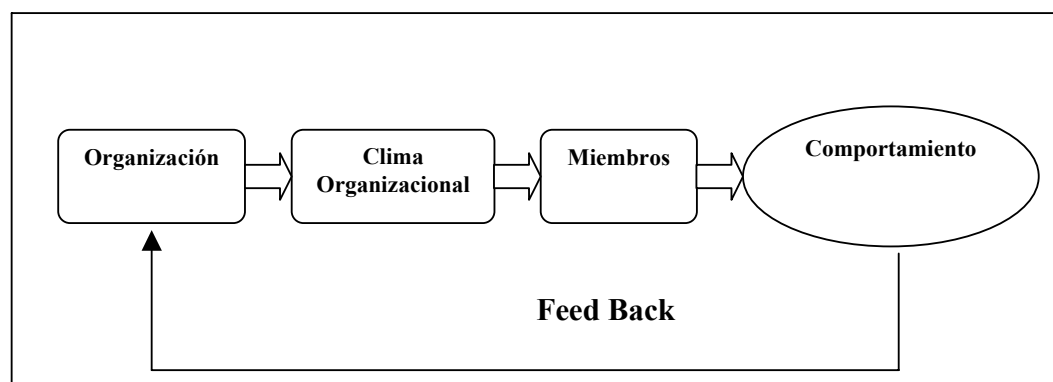 Organización
Clima
Organizacional
Miembros
Comportamiento
Feed Back